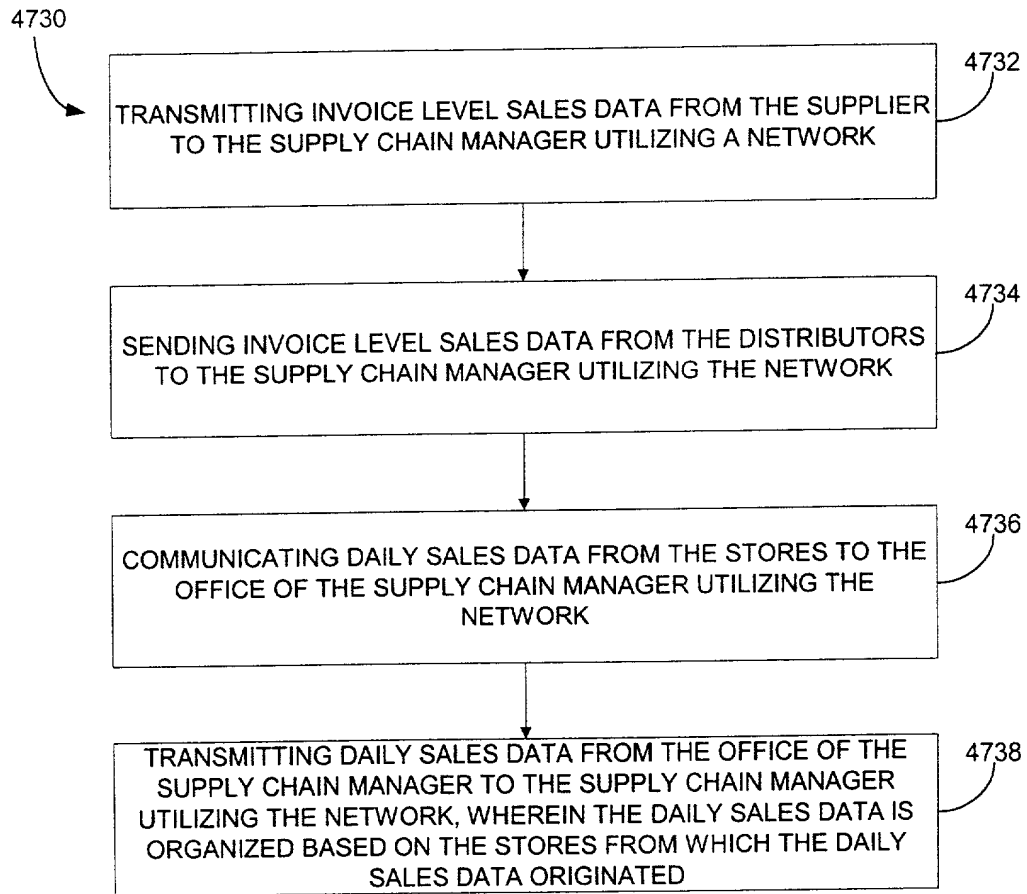 4730
4732
TRANSMITTING INVOICE LEVEL SALES DATA FROM THE SUPPLIER
TO THE SUPPLY CHAIN MANAGER UTILIZING A NETWORK
4734
SENDING INVOICE LEVEL SALES DATA FROM THE DISTRIBUTORS
TO THE SUPPLY CHAIN MANAGER UTILIZING THE NETWORK
4736
COMMUNICATING DAILY SALES DATA FROM THE STORES TO THE
OFFICE OF THE SUPPLY CHAIN MANAGER UTILIZING THE
NETWORK
4738
TRANSMITTING DAILY SALES DATA FROM THE OFFICE OF THE
SUPPLY CHAIN MANAGER TO THE SUPPLY CHAIN MANAGER
UTILIZING THE NETWORK, WHEREIN THE DAILY SALES DATA IS
ORGANIZED BASED ON THE STORES FROM WHICH THE DAILY
SALES DATA ORIGINATED